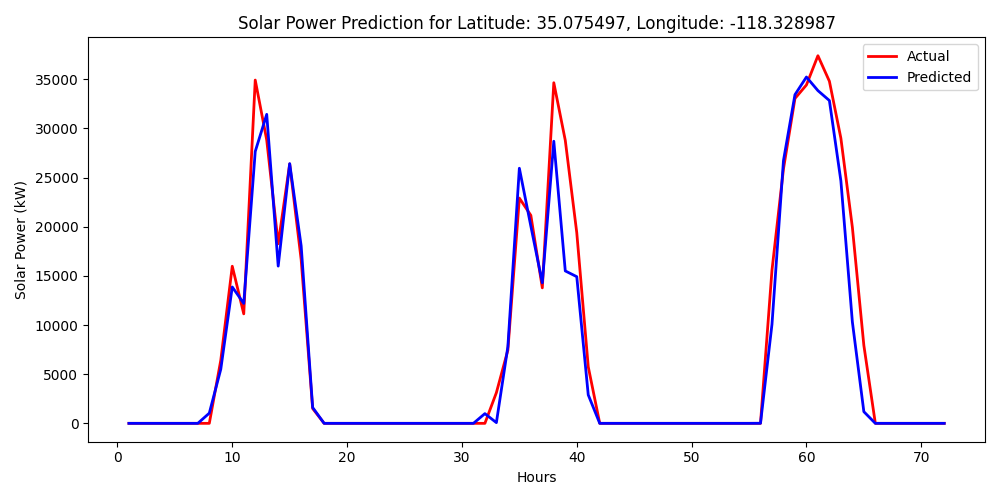 Solar Power Prediction for Latitude: 35.075497, Longitude: -118.328987
Actual
Predicted
Solar Power (kW)
35000
30000
25000
20000
15000
10000
5000
0
0 10 20 30 40 50 60 70
Hours